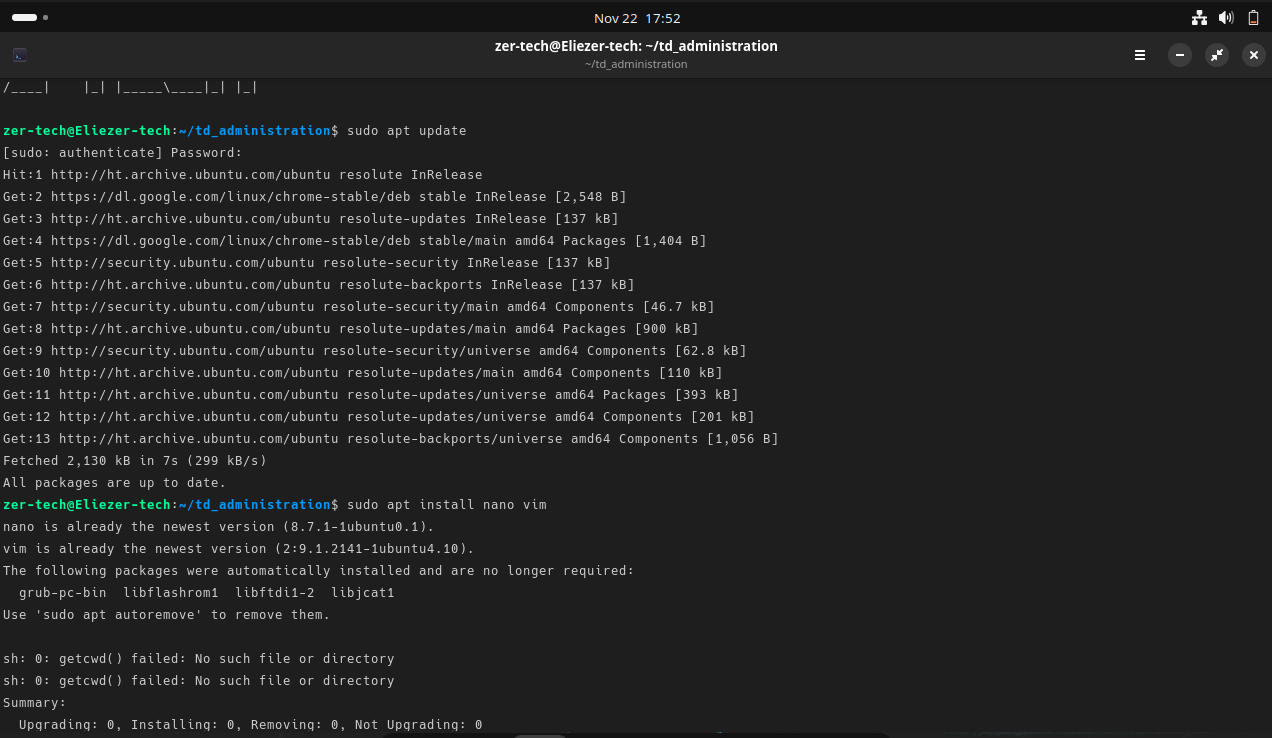 Nov 22 17:52
zer-tech@Eliezer-tech: ~/td_administration
~/td_administration
/____|    |_| |_____\____|_| |_|
zer-tech@Eliezer-tech:~/td_administration$ sudo apt update
[sudo: authenticate] Password:
Hit:1 http://ht.archive.ubuntu.com/ubuntu resolute InRelease
Get:2 https://dl.google.com/linux/chrome-stable/deb stable InRelease [2,548 B]
Get:3 http://ht.archive.ubuntu.com/ubuntu resolute-updates InRelease [137 kB]
Get:4 https://dl.google.com/linux/chrome-stable/deb stable/main amd64 Packages [1,404 B]
Get:5 http://security.ubuntu.com/ubuntu resolute-security InRelease [137 kB]
Get:6 http://ht.archive.ubuntu.com/ubuntu resolute-backports InRelease [137 kB]
Get:7 http://security.ubuntu.com/ubuntu resolute-security/main amd64 Components [46.7 kB]
Get:8 http://ht.archive.ubuntu.com/ubuntu resolute-updates/main amd64 Packages [900 kB]
Get:9 http://security.ubuntu.com/ubuntu resolute-security/universe amd64 Components [62.8 kB]
Get:10 http://ht.archive.ubuntu.com/ubuntu resolute-updates/main amd64 Components [110 kB]
Get:11 http://ht.archive.ubuntu.com/ubuntu resolute-updates/universe amd64 Packages [393 kB]
Get:12 http://ht.archive.ubuntu.com/ubuntu resolute-updates/universe amd64 Components [201 kB]
Get:13 http://ht.archive.ubuntu.com/ubuntu resolute-backports/universe amd64 Components [1,056 B]
Fetched 2,130 kB in 7s (299 kB/s)
All packages are up to date.
zer-tech@Eliezer-tech:~/td_administration$ sudo apt install nano vim
nano is already the newest version (8.7.1-1ubuntu0.1).
vim is already the newest version (2:9.1.2141-1ubuntu4.10).
The following packages were automatically installed and are no longer required:
  grub-pc-bin  libflashrom1  libftdi1-2  libjcat1
Use 'sudo apt autoremove' to remove them.
sh: 0: getcwd() failed: No such file or directory
sh: 0: getcwd() failed: No such file or directory
Summary:
  Upgrading: 0, Installing: 0, Removing: 0, Not Upgrading: 0